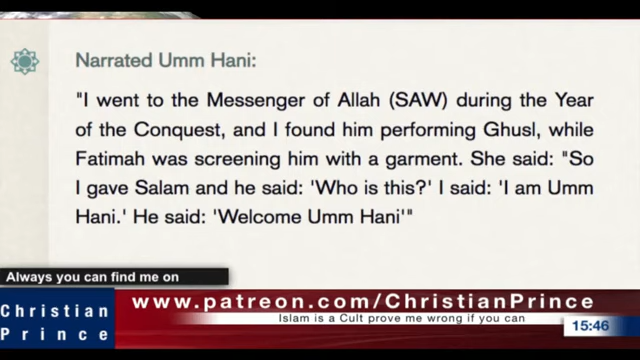 Narrated Umm Hani:
"I went to the Messenger of Allah (SAW) during the Year
of the Conquest, and I found him performing Ghusl, while
Fatimah was screening him with a garment. She said: "So
I gave Salam and he said: 'Who is this?' I said: 'I am Umm
Hani.' He said: 'Welcome Umm Hani'"
Always you can find me on
Christian
Prince
www.patreon.com/ChristianPrince
Islam is a Cult prove me wrong if you can
15:46